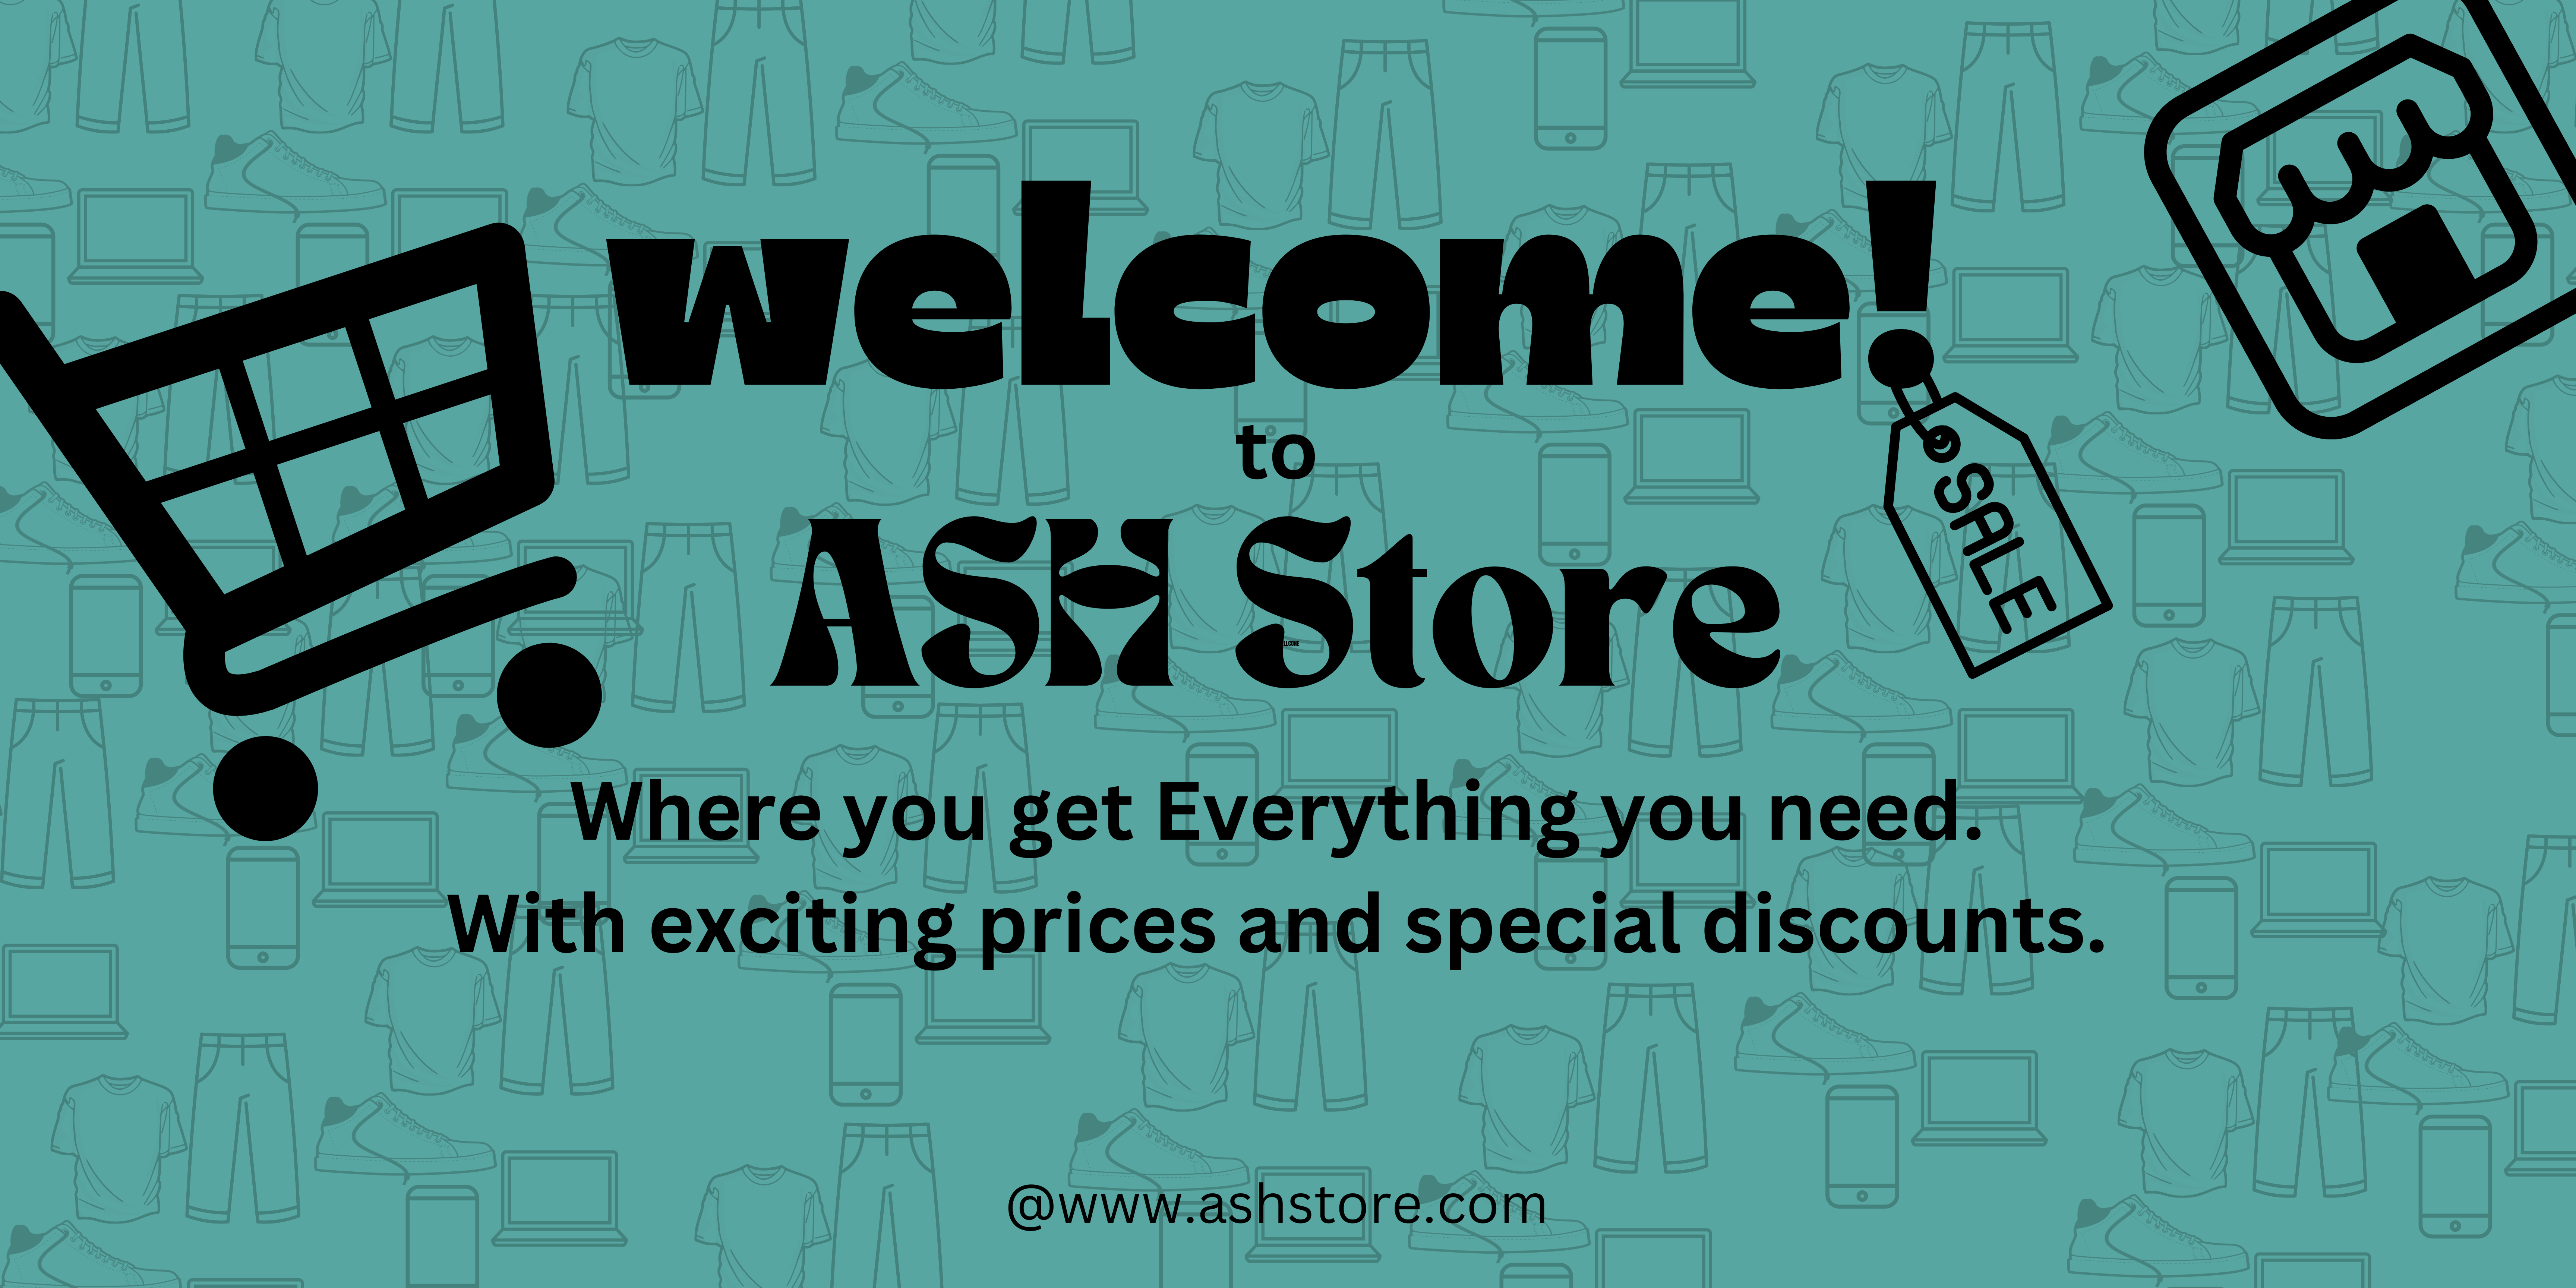 welcome!
to
ASH Store
SALE
Where you get Everything you need.
With exciting prices and special discounts.
@www.ashstore.com